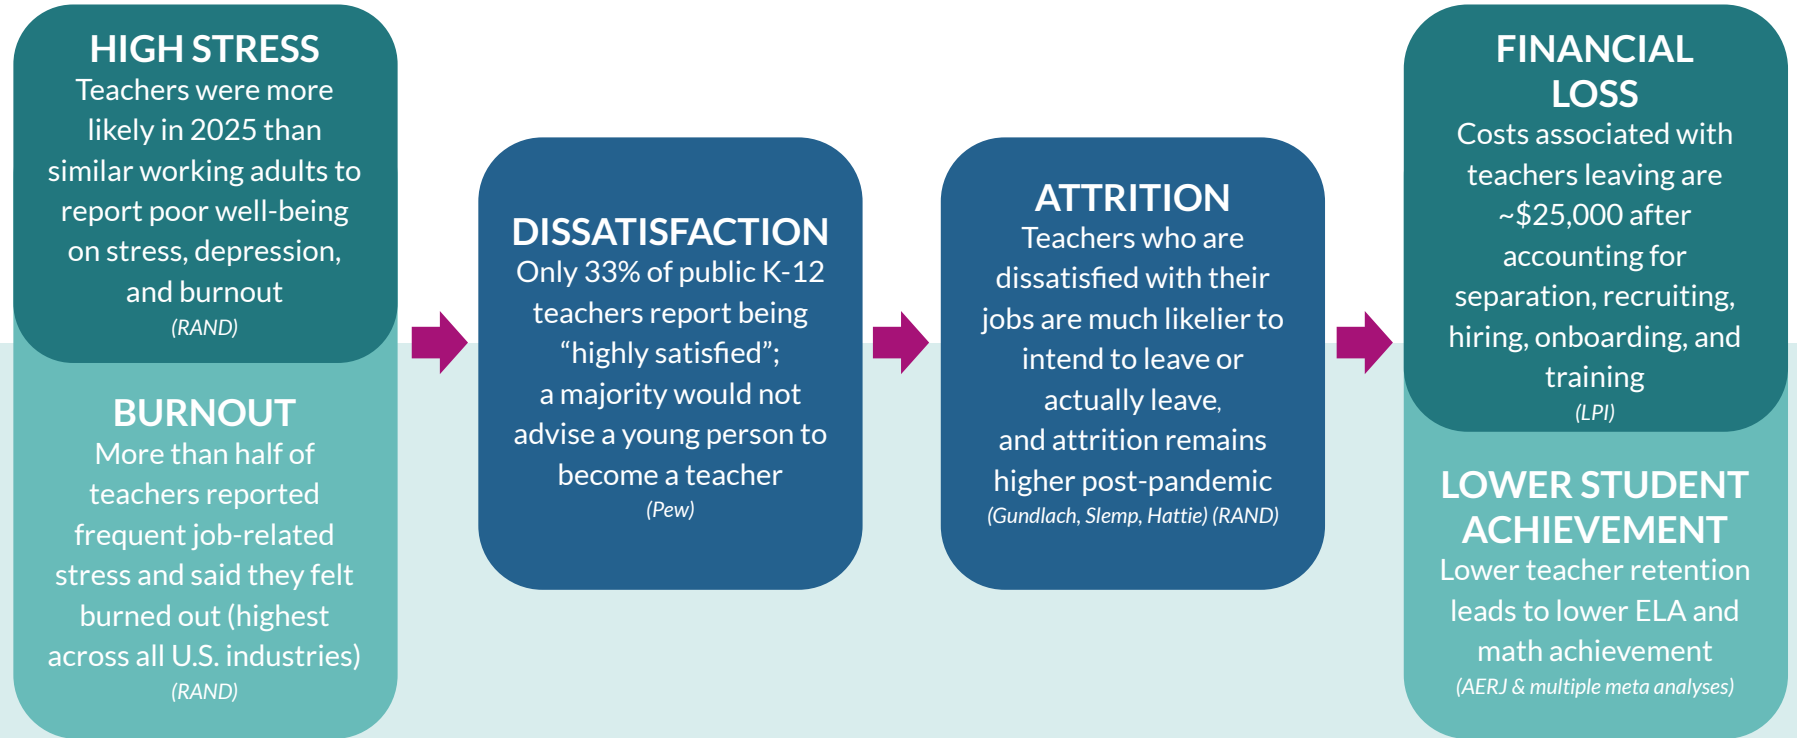 HIGH STRESS
Teachers were more
likely in 2025 than
similar working adults to
report poor well-being
on stress, depression,
and burnout
(RAND)
BURNOUT
More than half of
teachers reported
frequent job-related
stress and said they felt
burned out (highest
across all U.S. industries)
(RAND)
DISSATISFACTION
Only 33% of public K-12
teachers report being
“highly satisfied”;
a majority would not
advise a young person to
become a teacher
(Pew)
ATTRITION
Teachers who are
dissatisfied with their
jobs are much likelier to
intend to leave or
actually leave,
and attrition remains
higher post-pandemic
(Gundlach, Slemp, Hattie) (RAND)
FINANCIAL
LOSS
Costs associated with
teachers leaving are
~$25,000 after
accounting for
separation, recruiting,
hiring, onboarding, and
training
(LPI)
LOWER STUDENT
ACHIEVEMENT
Lower teacher retention
leads to lower ELA and
math achievement
(AERJ & multiple meta analyses)